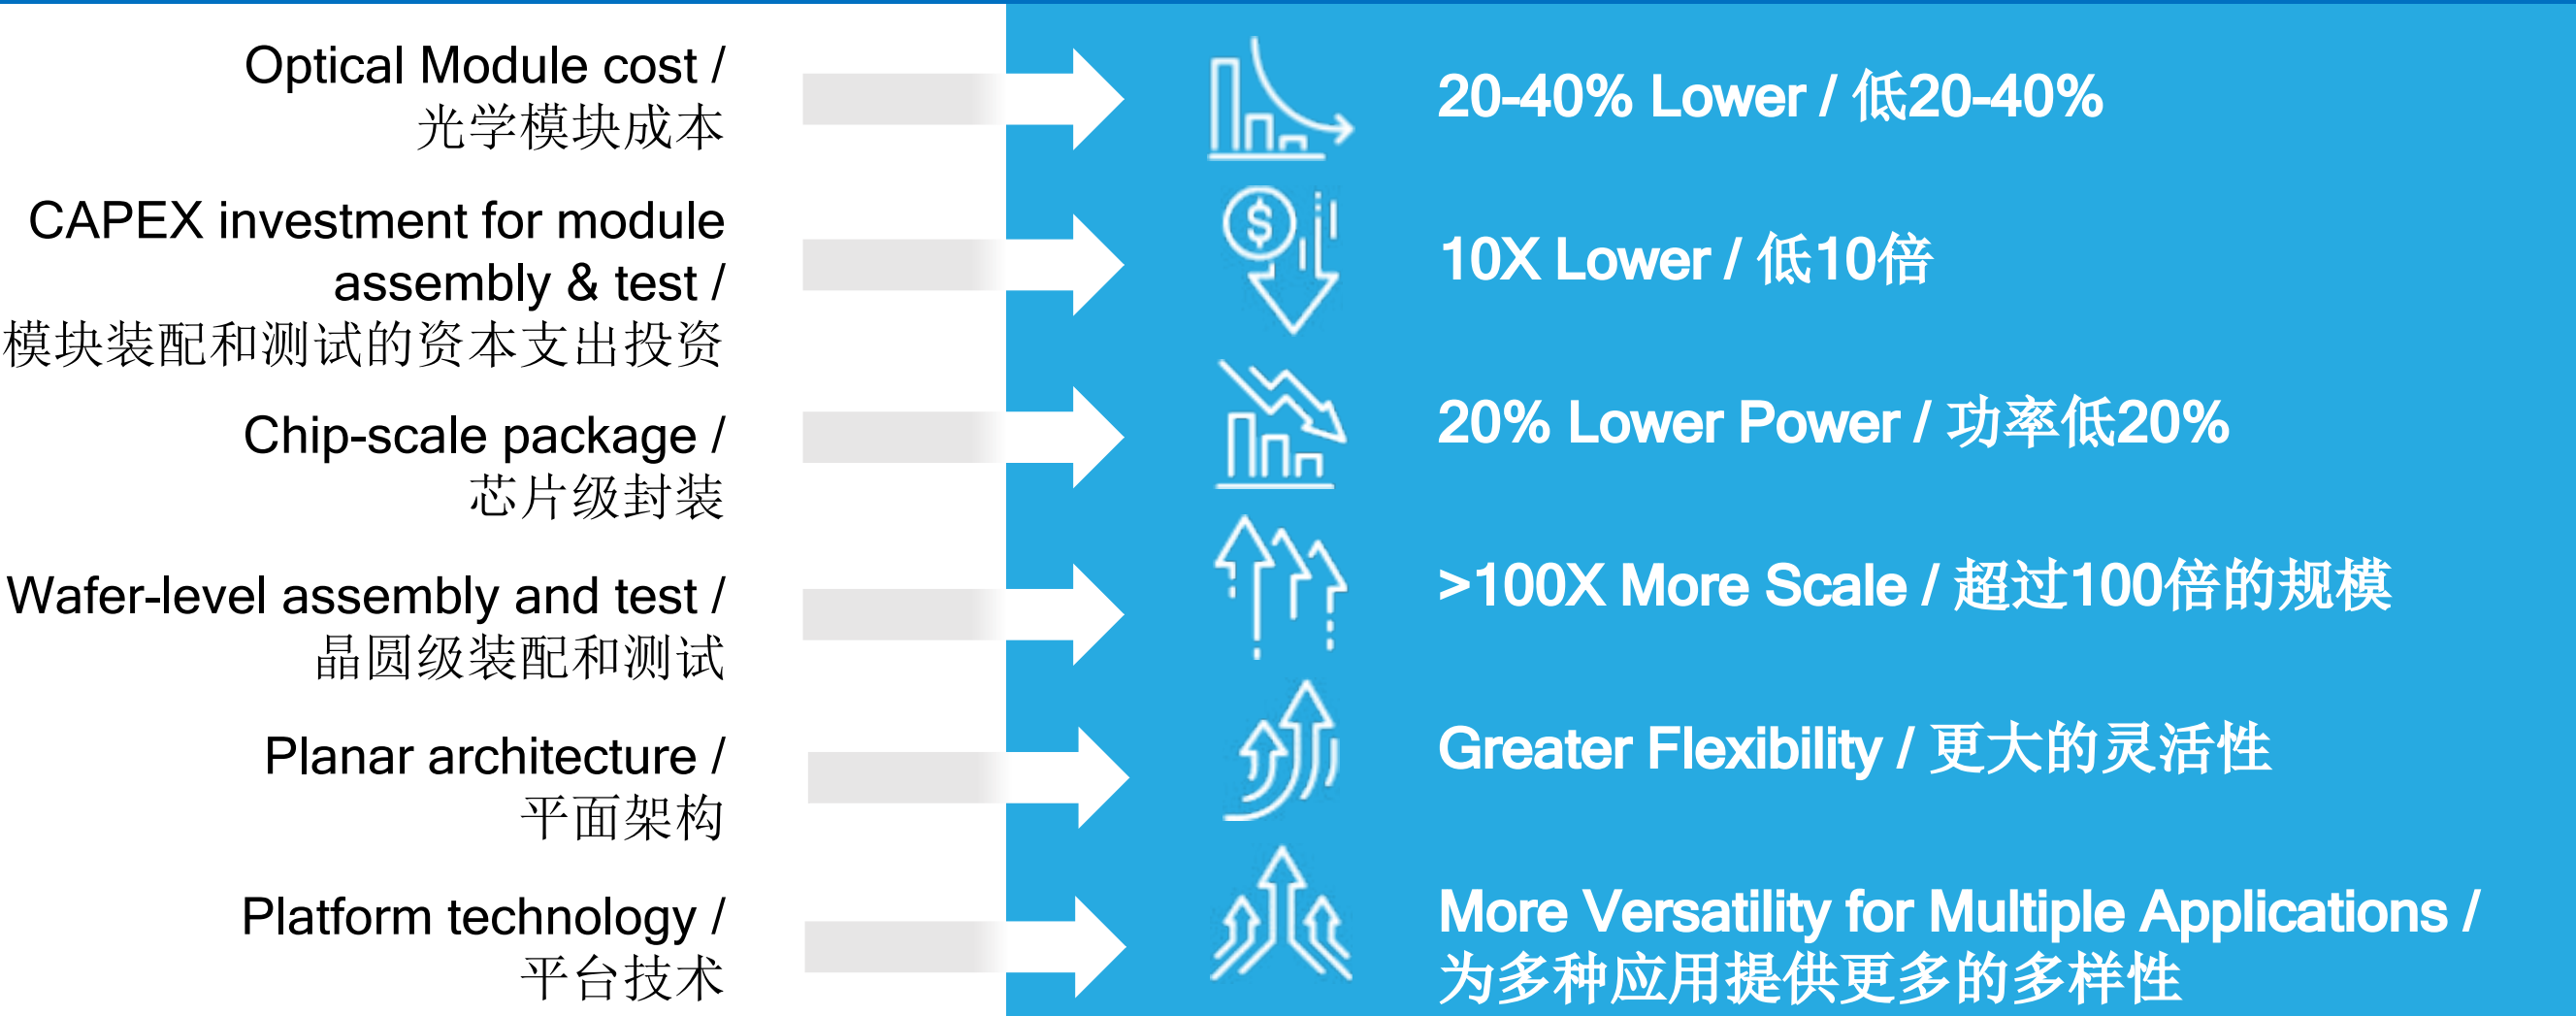 Optical Module cost /
光学模块成本
20-40% Lower / 低20-40%
CAPEX investment for module
assembly & test /
模块装配和测试的资本支出投资
$
10X Lower / 低10倍
Chip-scale package /
芯片级封装
20% Lower Power / 功率低20%
Wafer-level assembly and test /
晶圆级装配和测试
>100X More Scale / 超过100倍的规模
Planar architecture /
平面架构
Greater Flexibility / 更大的灵活性
Platform technology /
平台技术
More Versatility for Multiple Applications /
为多种应用提供更多的多样性